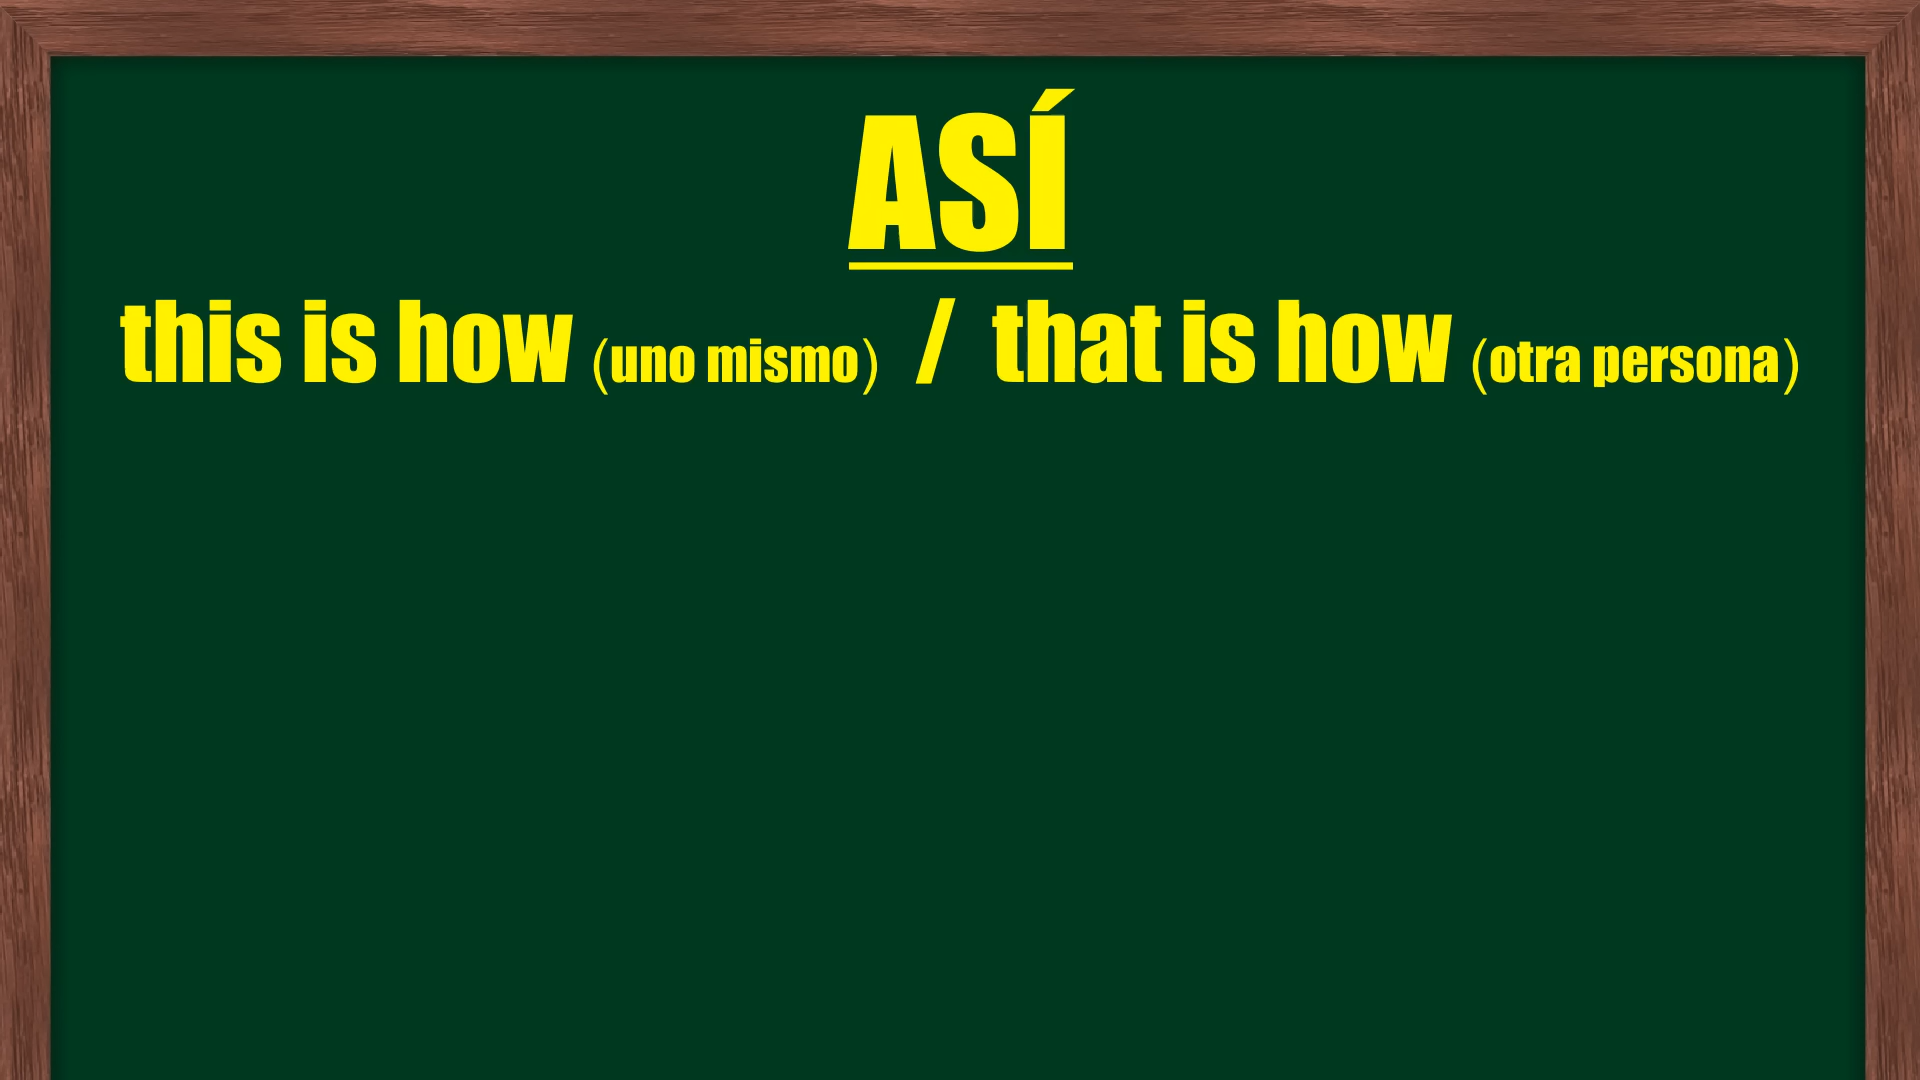 ASÍ
this is how (uno mismo) / that is how (otra persona)